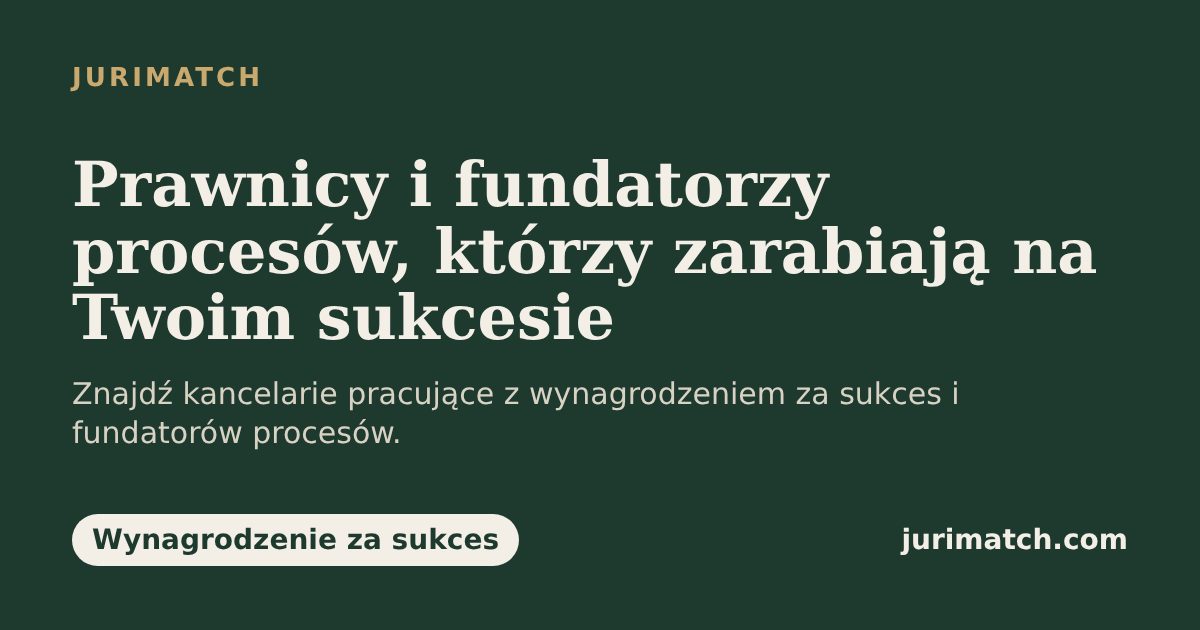 JURIMATCH
Prawnicy i fundatorzy
procesów, którzy zarabiają na
Twoim sukcesie
Znajdź kancelarie pracujące z wynagrodzeniem za sukces i
fundatorów procesów.
Wynagrodzenie za sukces
jurimatch.com